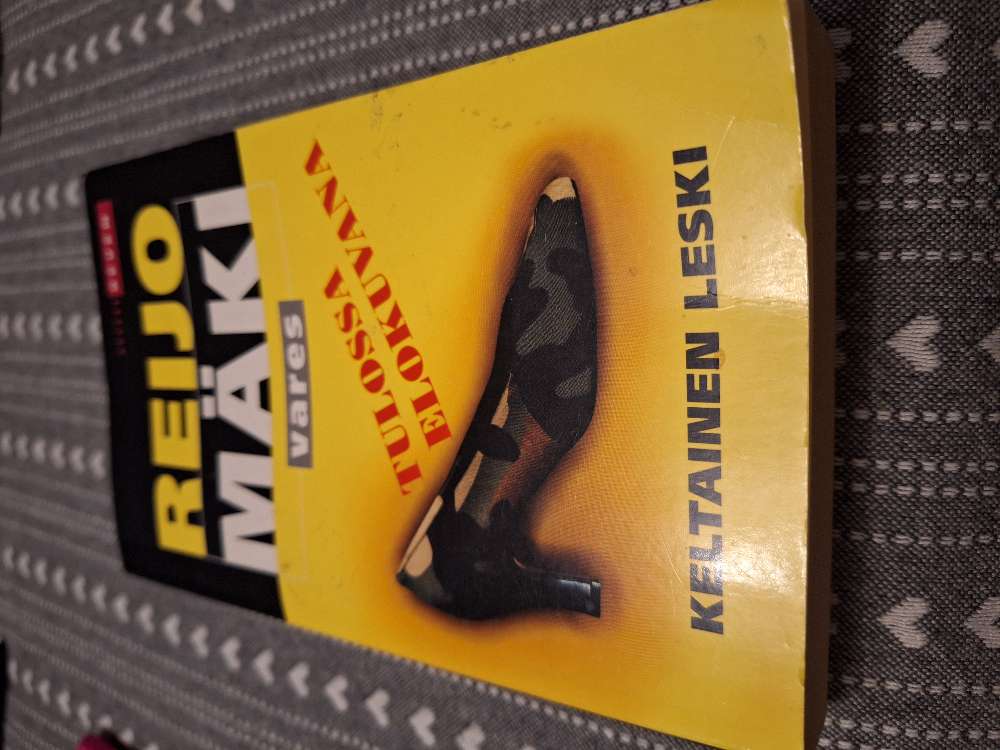 REIJO
MÄKI
vares
TULOSSA
ELOKUVANA
KELTAINEN LESKI